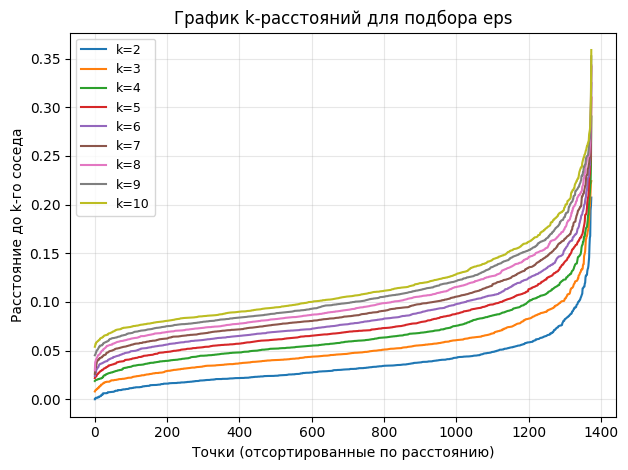 График k-расстояний для подбора eps
Расстояние до k-го соседа
0.35
0.30
0.25
0.20
0.15
0.10
0.05
0.00
k=2
k=3
k=4
k=5
k=6
k=7
k=8
k=9
k=10
0 200 400 600 800 1000 1200 1400
Точки (отсортированные по расстоянию)